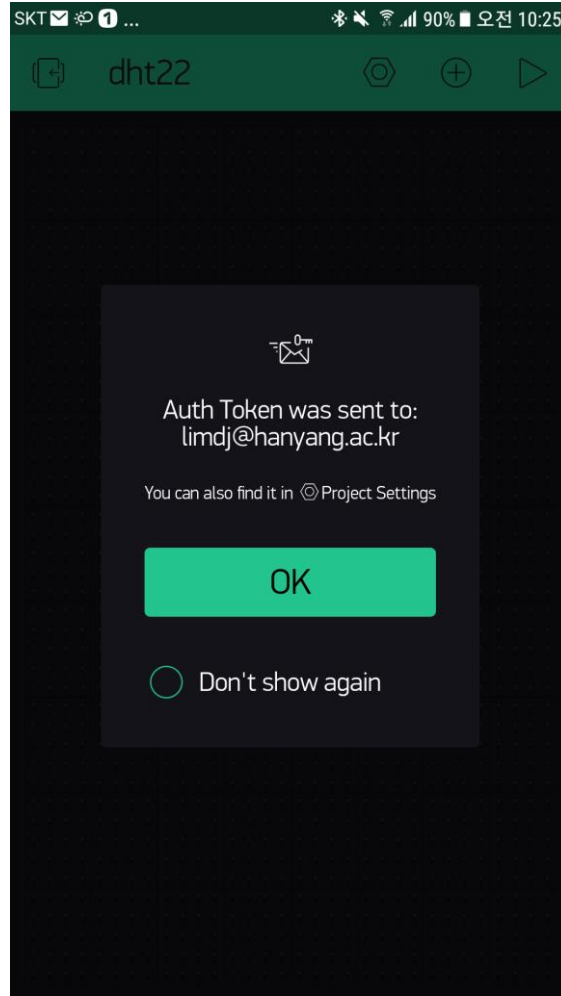 SKT 1 ... 90% 오전 10:25
dht22
Auth Token was sent to:
limdj@hanyang.ac.kr
You can also find it in Project Settings
OK
Don't show again